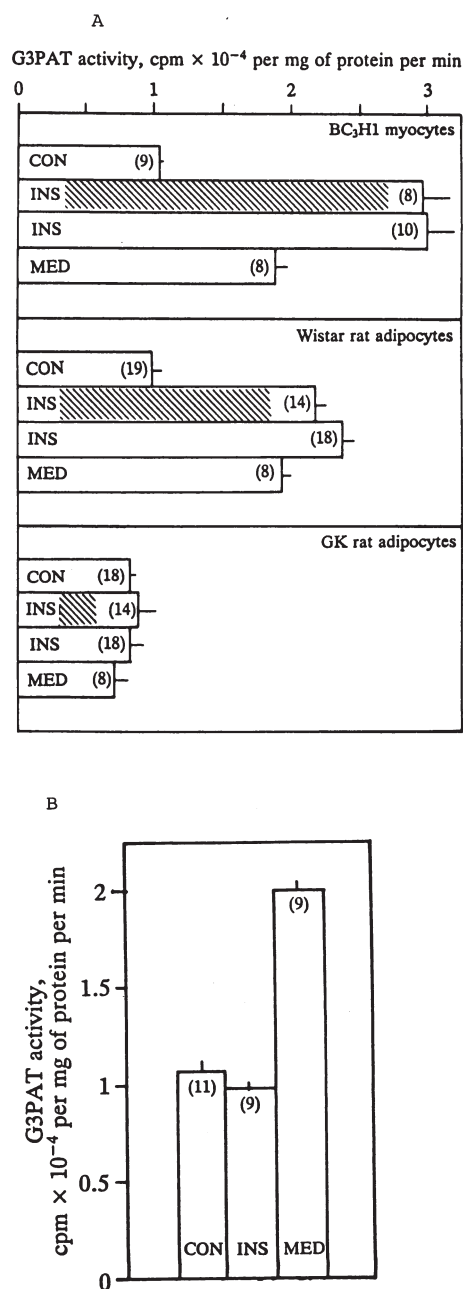 A
G3PAT activity, cpm × 10⁻⁴ per mg of protein per min
0 1 2 3
BC₃H1 myocytes
CON (9)
INS (8)
INS (10)
MED (8)
Wistar rat adipocytes
CON (19)
INS (14)
INS (18)
MED (8)
GK rat adipocytes
CON (18)
INS (14)
INS (18)
MED (8)
B
G3PAT activity,
cpm × 10⁻⁴ per mg of protein per min
2
1.5
1
0.5
0
(11) (9) (9)
CON INS MED